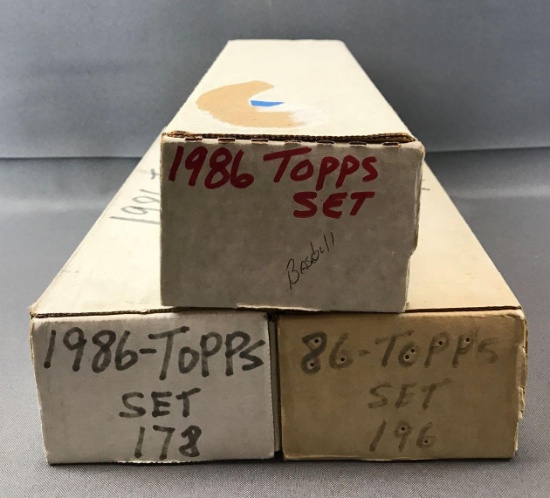 1986 TOPPS
SET
Baseball
1986-TOPPS
SET
178
86-TOPPS
SET
196